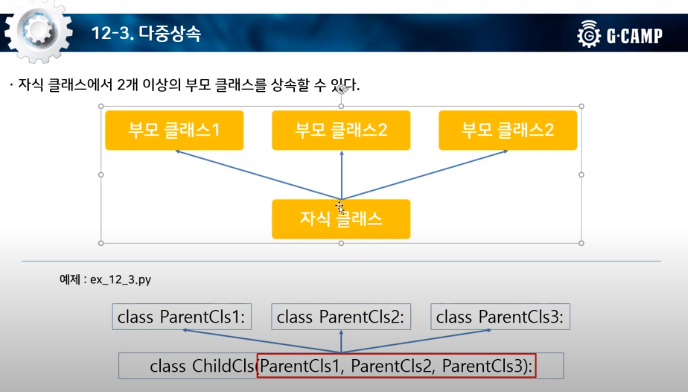 12-3. 다중상속
G·CAMP
· 자식 클래스에서 2개 이상의 부모 클래스를 상속할 수 있다.
부모 클래스1 부모 클래스2 부모 클래스2
자식 클래스
예제 : ex_12_3.py
class ParentCls1: class ParentCls2: class ParentCls3:
class ChildCls(ParentCls1, ParentCls2, ParentCls3):